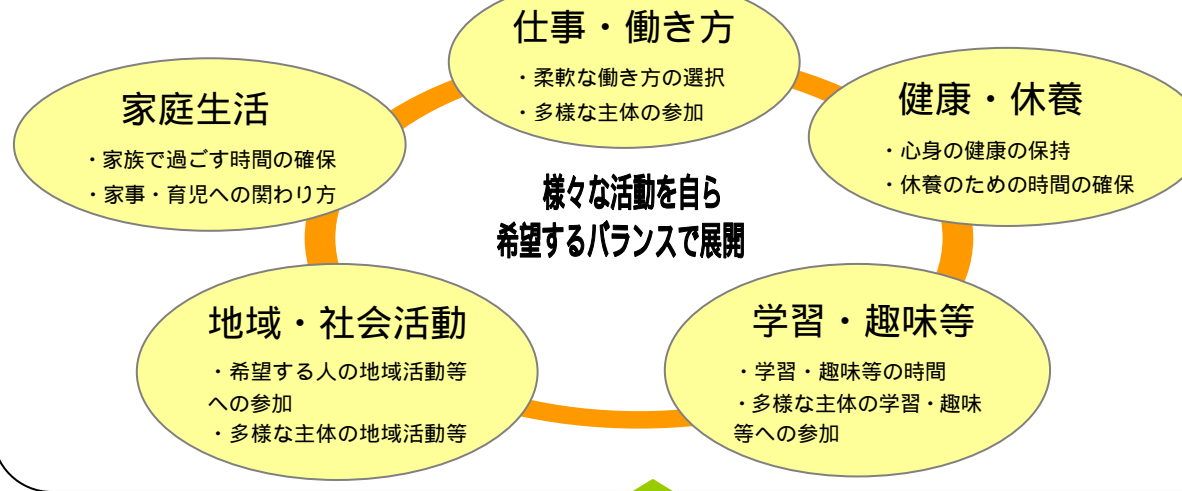 仕事・働き方
・柔軟な働き方の選択
・多様な主体の参加
家庭生活
・家族で過ごす時間の確保
・家事・育児への関わり方
健康・休養
・心身の健康の保持
・休養のための時間の確保
様々な活動を自ら
希望するバランスで展開
地域・社会活動
・希望する人の地域活動等
への参加
・多様な主体の地域活動等
学習・趣味等
・学習・趣味等の時間
・多様な主体の学習・趣味
等への参加